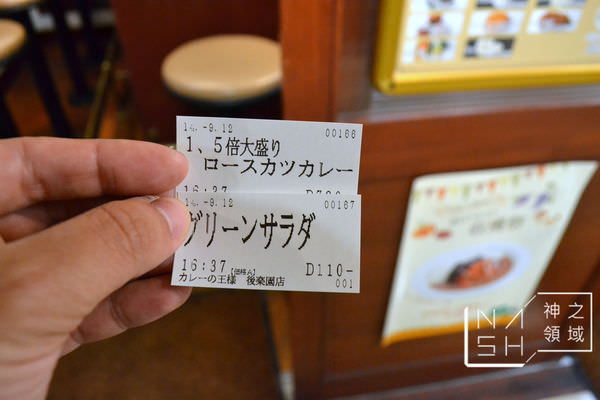 14.-9.12 00166
1、5倍大盛り
ロースカツカレー
16:37
14.-9.12 00167
グリーンサラダ
16:37 D110-
カレーの王様 後楽園店 001
NYSH 神之領域